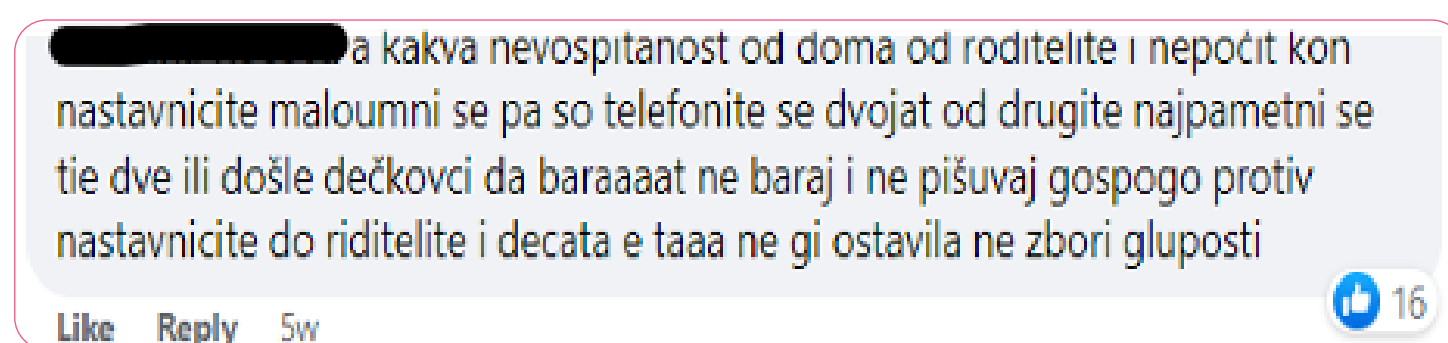 a kakva nevospitanost od doma od roditelite i nepoćit kon
nastavnicite maloumni se pa so telefonite se dvojat od drugite najpametni se
tie dve ili došle dečkovci da baraaaat ne baraj i ne pišuvaj gospogo protiv
nastavnicite do riditelite i decata e taaa ne gi ostavila ne zbori gluposti
16
Like Reply 5w